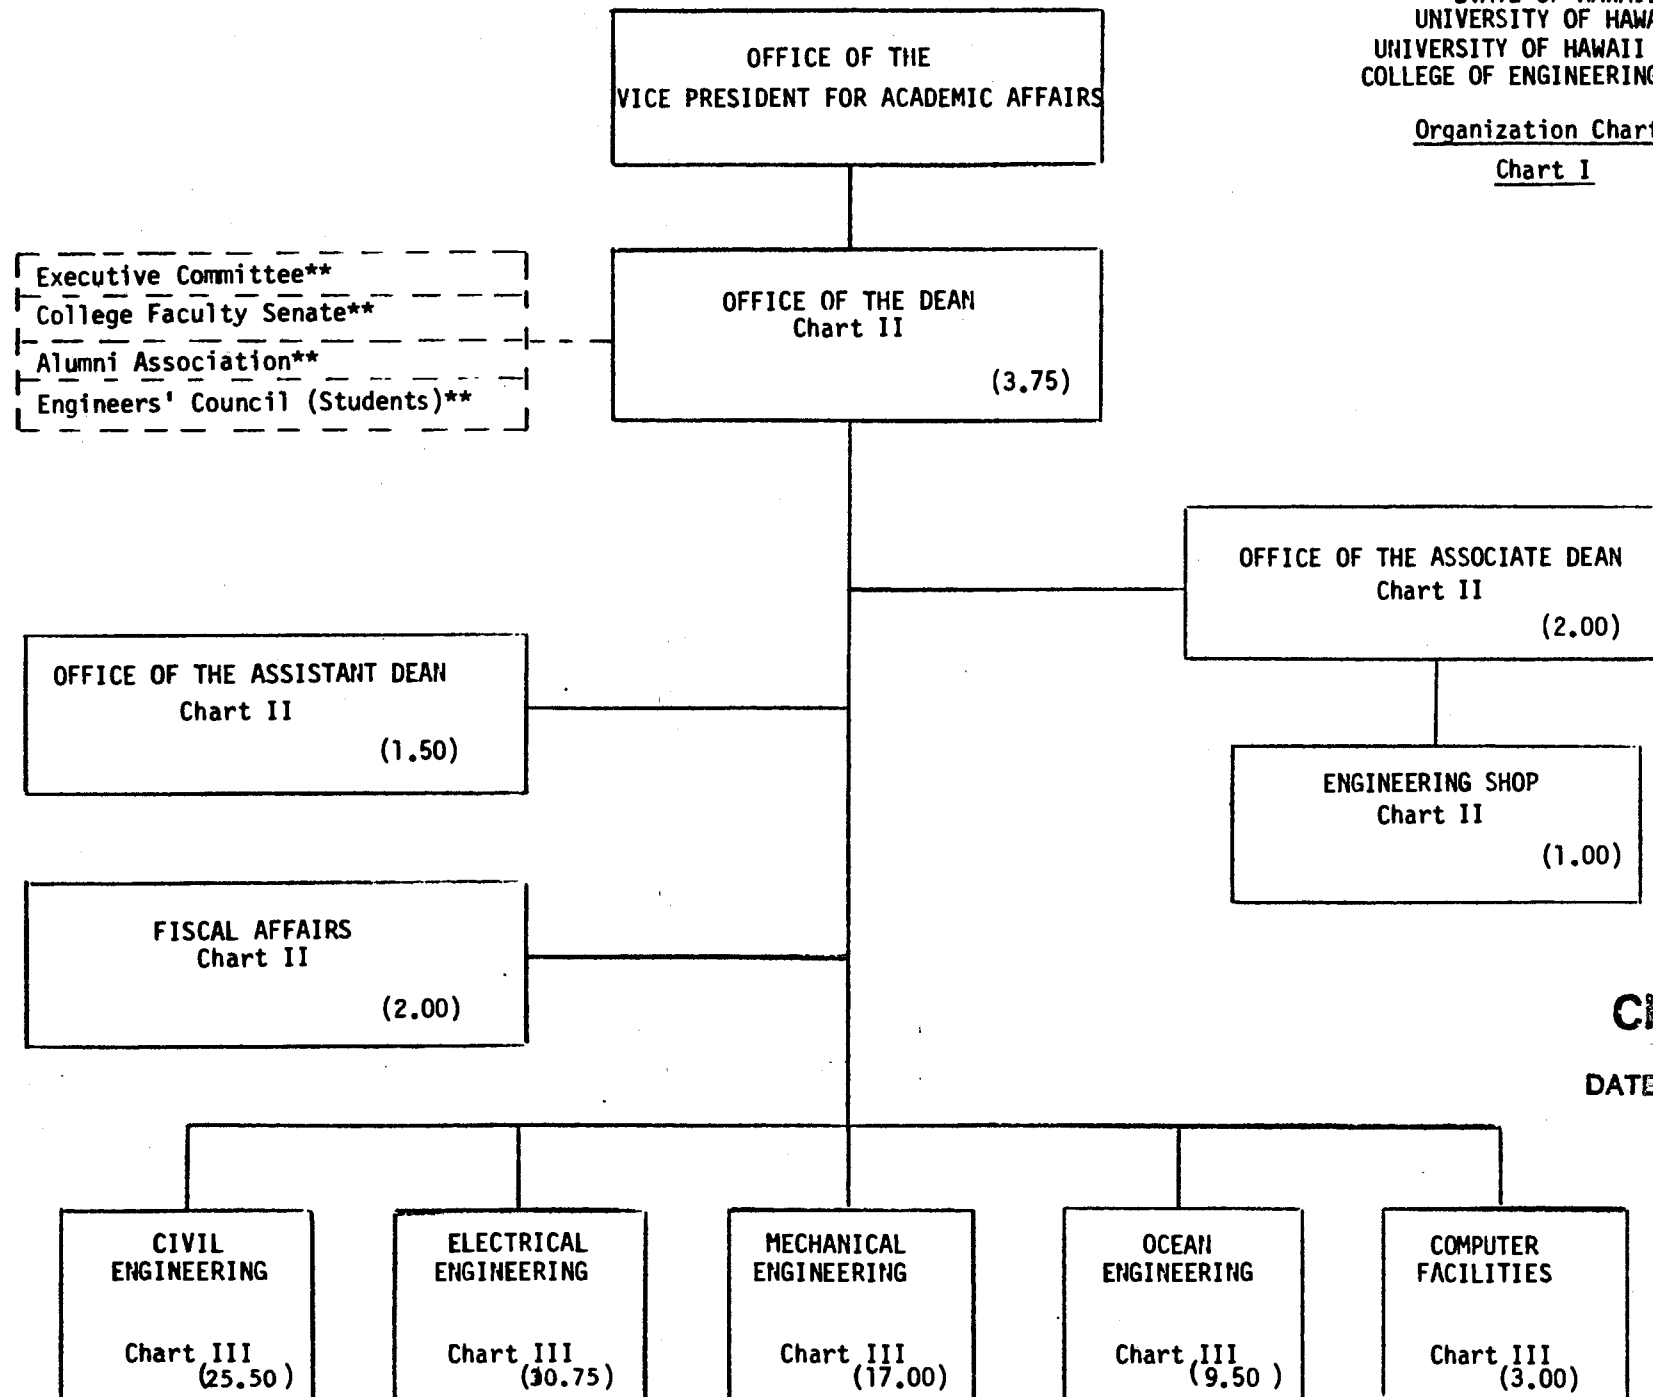 OFFICE OF THE
VICE PRESIDENT FOR ACADEMIC AFFAIRS
UNIVERSITY OF HAWA
UNIVERSITY OF HAWAII
COLLEGE OF ENGINEERING
Organization Chart
Chart I
Executive Committee**
College Faculty Senate**
Alumni Association**
Engineers' Council (Students)**
OFFICE OF THE DEAN
Chart II
(3.75)
OFFICE OF THE ASSOCIATE DEAN
Chart II
(2.00)
OFFICE OF THE ASSISTANT DEAN
Chart II
(1.50)
ENGINEERING SHOP
Chart II
(1.00)
FISCAL AFFAIRS
Chart II
(2.00)
DATE
CIVIL
ENGINEERING
Chart III
(25.50)
ELECTRICAL
ENGINEERING
Chart III
(30.75)
MECHANICAL
ENGINEERING
Chart III
(17.00)
OCEAN
ENGINEERING
Chart III
(9.50 )
COMPUTER
FACILITIES
Chart III
(3.00)